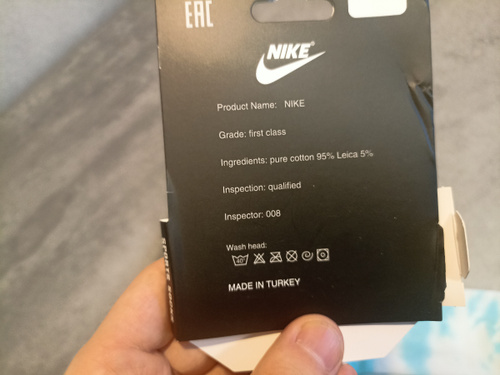 EAC
NIKE®
Product Name: NIKE
Grade: first class
Ingredients: pure cotton 95% Leica 5%
Inspection: qualified
Inspector: 008
Wash head:
40°
MADE IN TURKEY